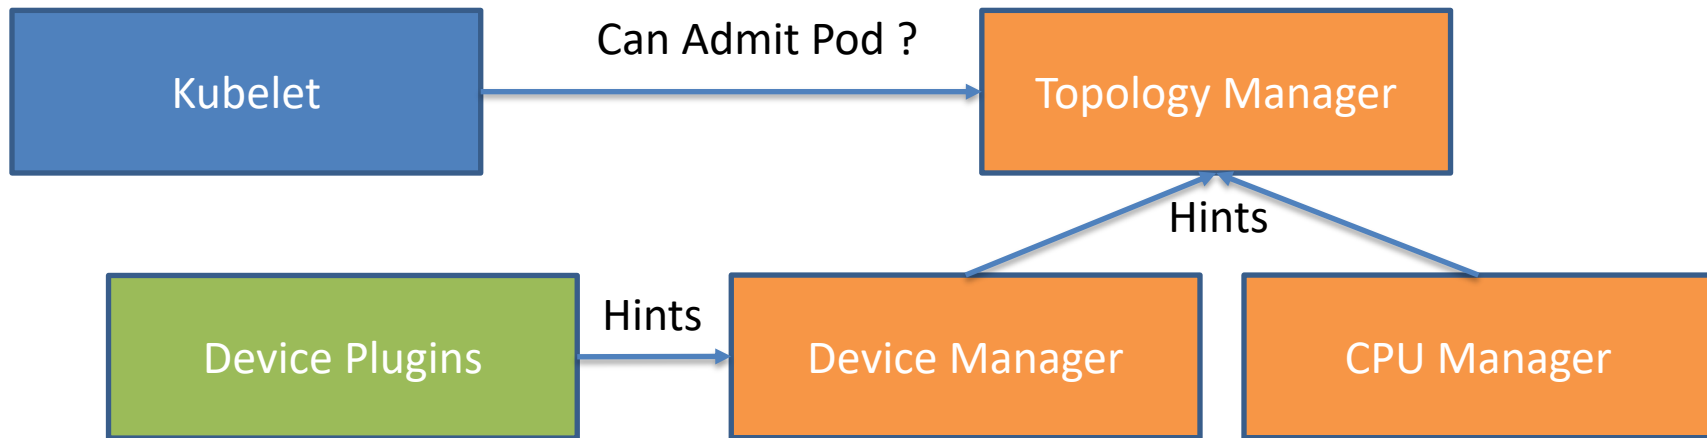 Can Admit Pod ?
Kubelet
Topology Manager
Hints
Hints
Device Plugins
Device Manager
CPU Manager